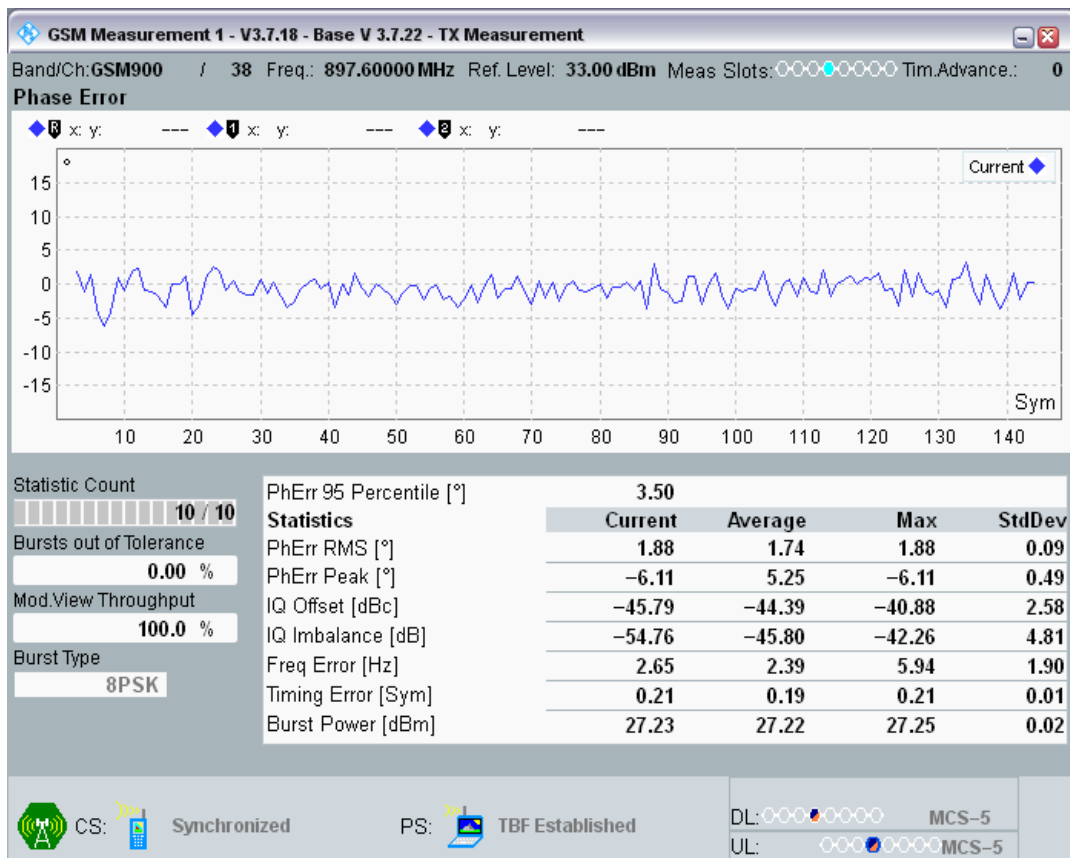 GSM Measurement 1 - V3.7.18 - Base V 3.7.22 - TX Measurement
Band/Ch:GSM900 / 38 Freq.: 897.60000 MHz Ref. Level: 33.00 dBm Meas Slots: Tim.Advance.: 0
Phase Error
R x: y: --- 1 x: y: --- 2 x: y: ---
°
Current
15
10
5
0
-5
-10
-15
Sym
10 20 30 40 50 60 70 80 90 100 110 120 130 140
Statistic Count
10 / 10
Bursts out of Tolerance
0.00 %
Mod.View Throughput
100.0 %
Burst Type
8PSK
PhErr 95 Percentile [°] 3.50
Statistics Current Average Max StdDev
PhErr RMS [°] 1.88 1.74 1.88 0.09
PhErr Peak [°] −6.11 5.25 −6.11 0.49
IQ Offset [dBc] −45.79 −44.39 −40.88 2.58
IQ Imbalance [dB] −54.76 −45.80 −42.26 4.81
Freq Error [Hz] 2.65 2.39 5.94 1.90
Timing Error [Sym] 0.21 0.19 0.21 0.01
Burst Power [dBm] 27.23 27.22 27.25 0.02
CS: Synchronized PS: TBF Established
DL: MCS−5
UL: MCS−5